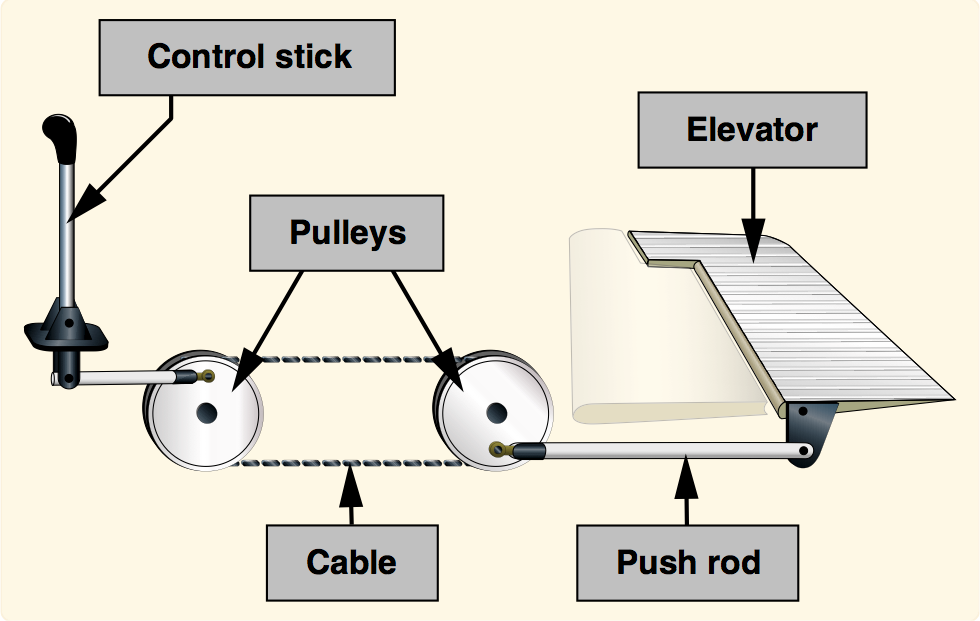 Control stick
Elevator
Pulleys
Cable
Push rod